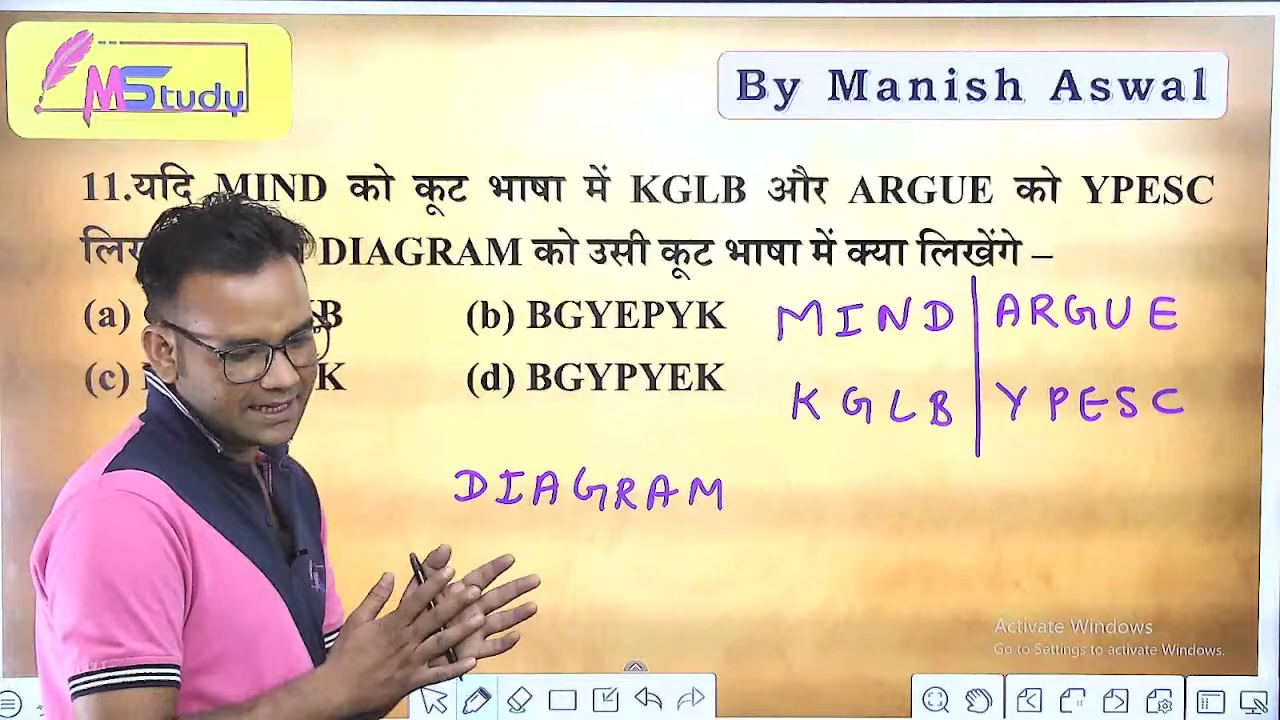 MStudy
By Manish Aswal
11.यदि MIND को कूट भाषा में KGLB और ARGUE को YPESC
DIAGRAM को उसी कूट भाषा में क्या लिखेंगे –
(a) (b) BGYEPYK
(c) (d) BGYPYEK
MIND ARGUE
KGLB YPESC
DIAGRAM
Activate Windows
Go to Settings to activate Windows.